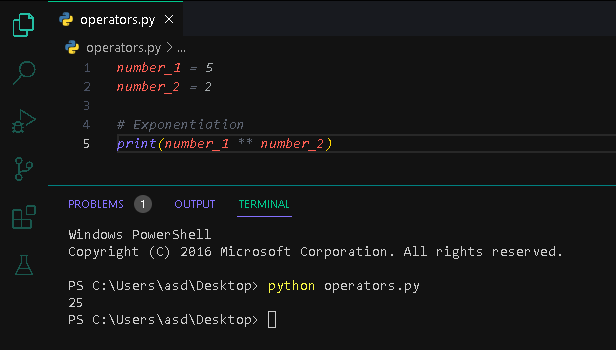 operators.py ×
operators.py > ...
1 number_1 = 5
2 number_2 = 2
3
4 # Exponentiation
5 print(number_1 ** number_2)
PROBLEMS 1 OUTPUT TERMINAL
Windows PowerShell
Copyright (C) 2016 Microsoft Corporation. All rights reserved.
PS C:\Users\asd\Desktop> python operators.py
25
PS C:\Users\asd\Desktop>